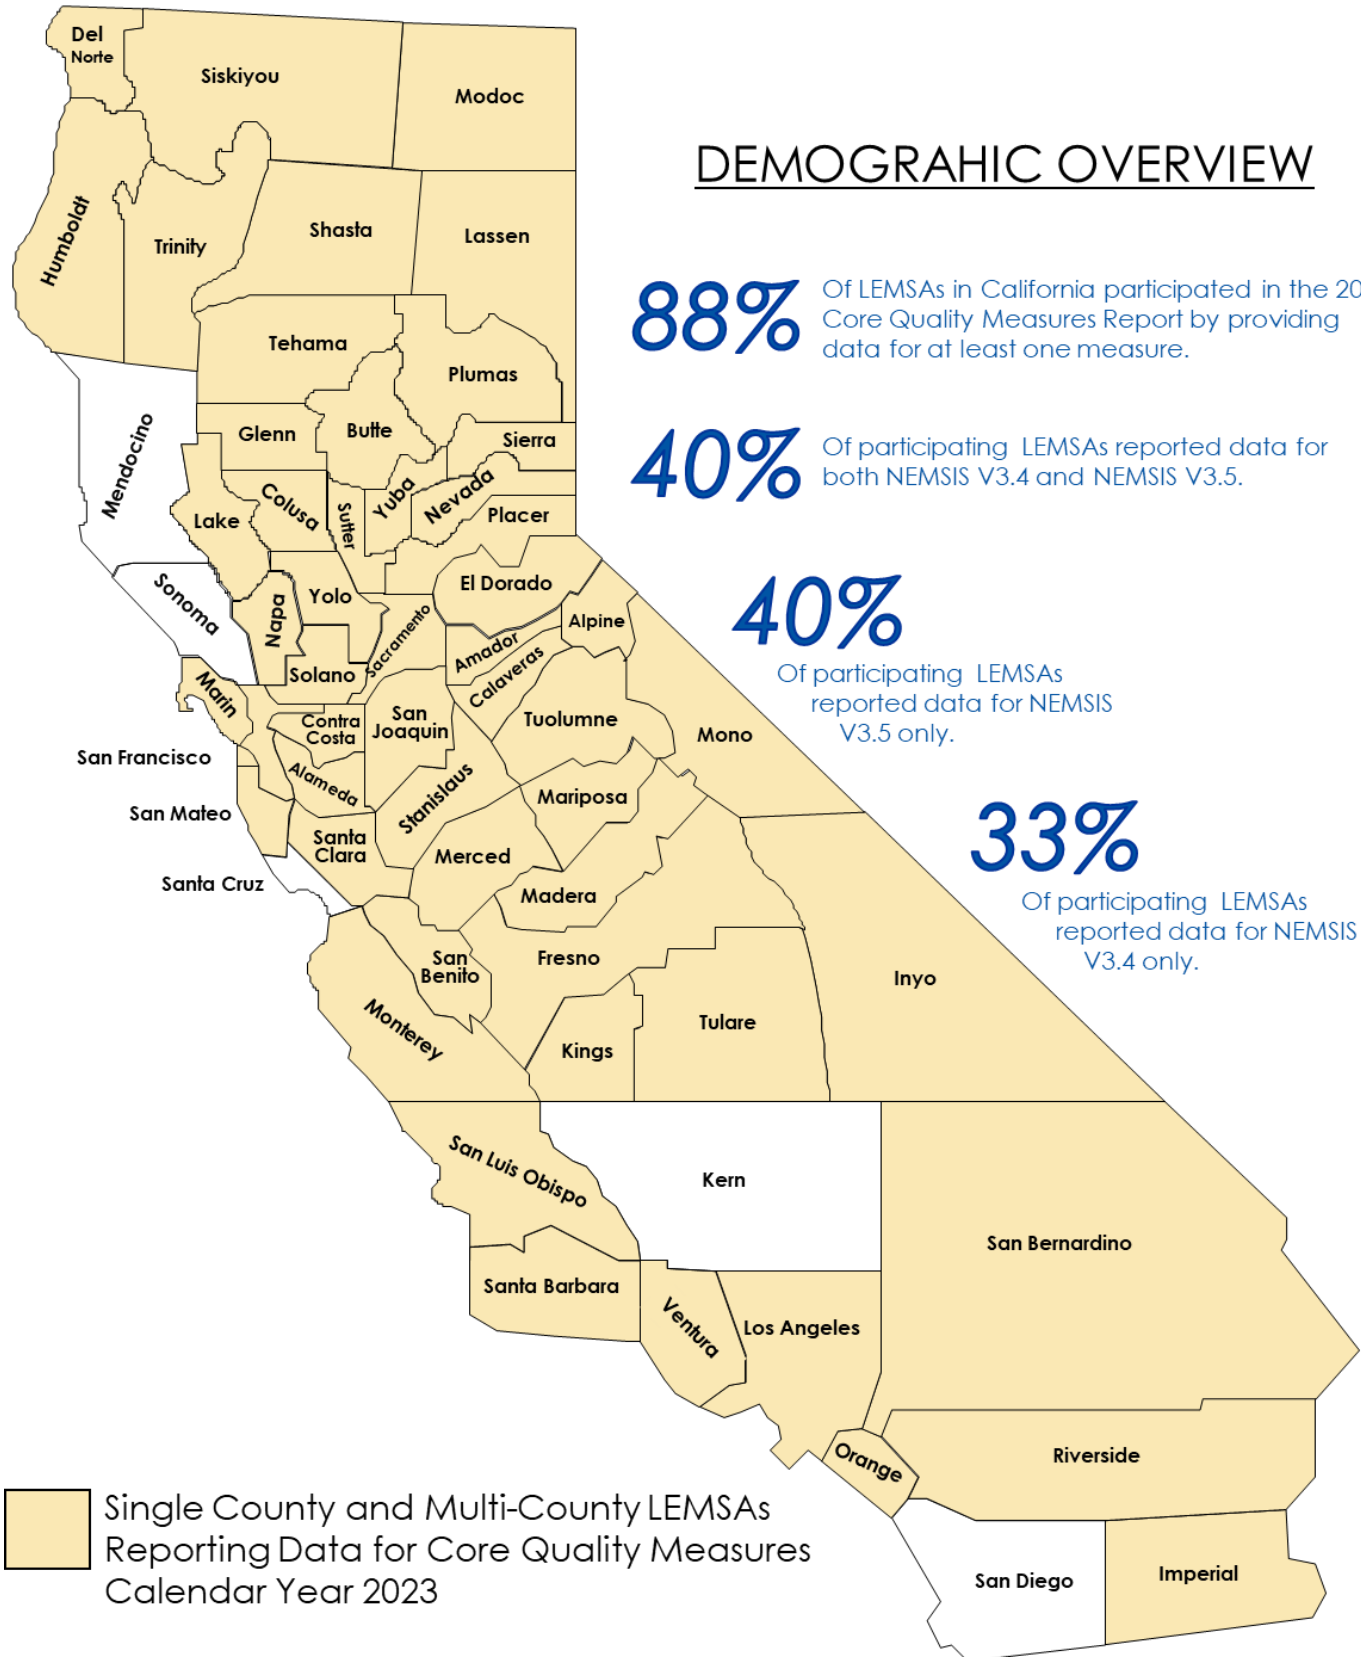 Del
Norte
Siskiyou
Modoc
DEMOGRAHIC OVERVIEW
Humboldt
Trinity
Shasta
Lassen
88%
Of LEMSAs in California participated in the 20
Core Quality Measures Report by providing
data for at least one measure.
Tehama
Plumas
Mendocino
Glenn
Butte
Sierra
40%
Of participating LEMSAs reported data for
both NEMSIS V3.4 and NEMSIS V3.5.
Lake
Colusa
Sutter
Yuba
Nevada
Placer
Sonoma
Napa
Yolo
Sacramento
El Dorado
Alpine
40%
Of participating LEMSAs
reported data for NEMSIS
V3.5 only.
Marin
Solano
Amador
Calaveras
Contra
Costa
San
Joaquin
Tuolumne
Mono
San Francisco
Alameda
Stanislaus
Mariposa
San Mateo
Santa
Clara
Merced
33%
Of participating LEMSAs
reported data for NEMSIS
V3.4 only.
Santa Cruz
Madera
San
Benito
Fresno
Inyo
Monterey
Kings
Tulare
San Luis Obispo
Kern
San Bernardino
Santa Barbara
Ventura
Los Angeles
Orange
Riverside
San Diego
Imperial
Single County and Multi-County LEMSAs
Reporting Data for Core Quality Measures
Calendar Year 2023